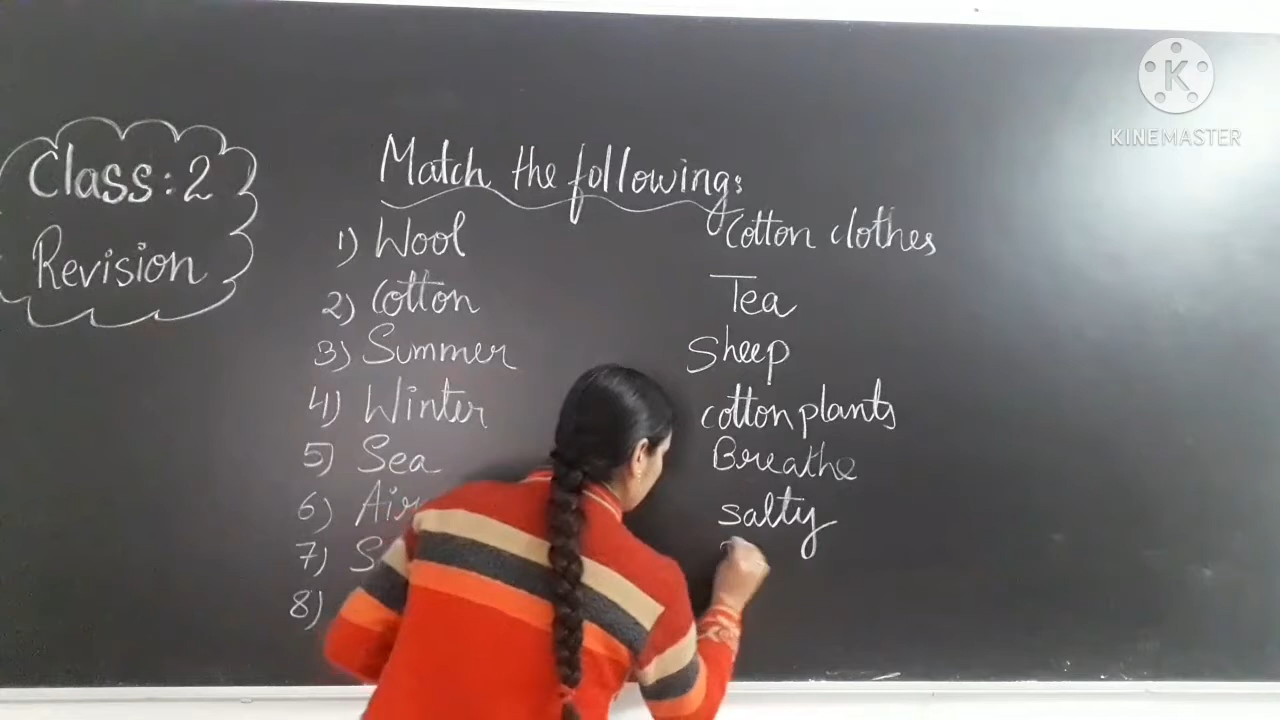 KINEMASTER
Class: 2
Revision
Match the following:
1) Wool Cotton clothes
2) Cotton Tea
3) Summer Sheep
4) Winter cotton plants
5) Sea Breathe
6) Air salty
7)
8)